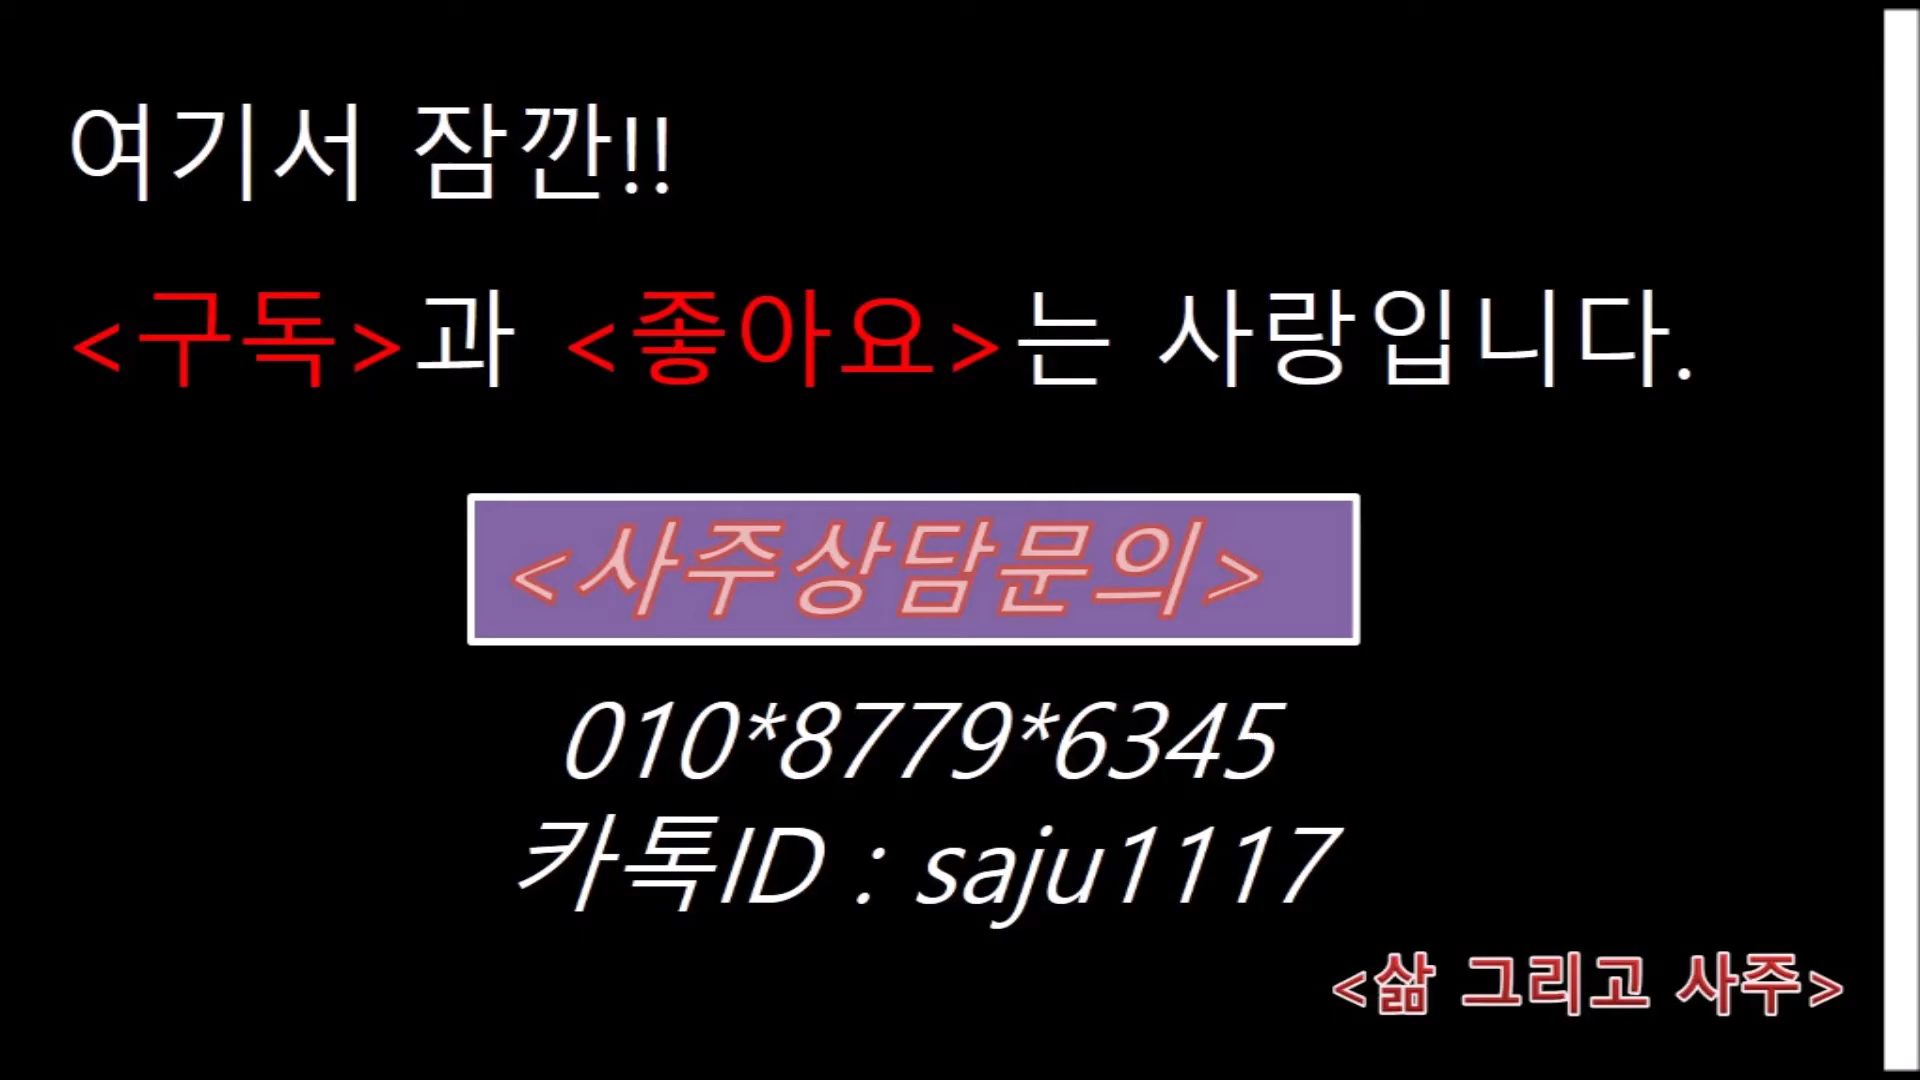 여기서 잠깐!!
<구독>과 <좋아요>는 사랑입니다.
<사주상담문의>
010*8779*6345
카톡ID : saju1117
<삶 그리고 사주>